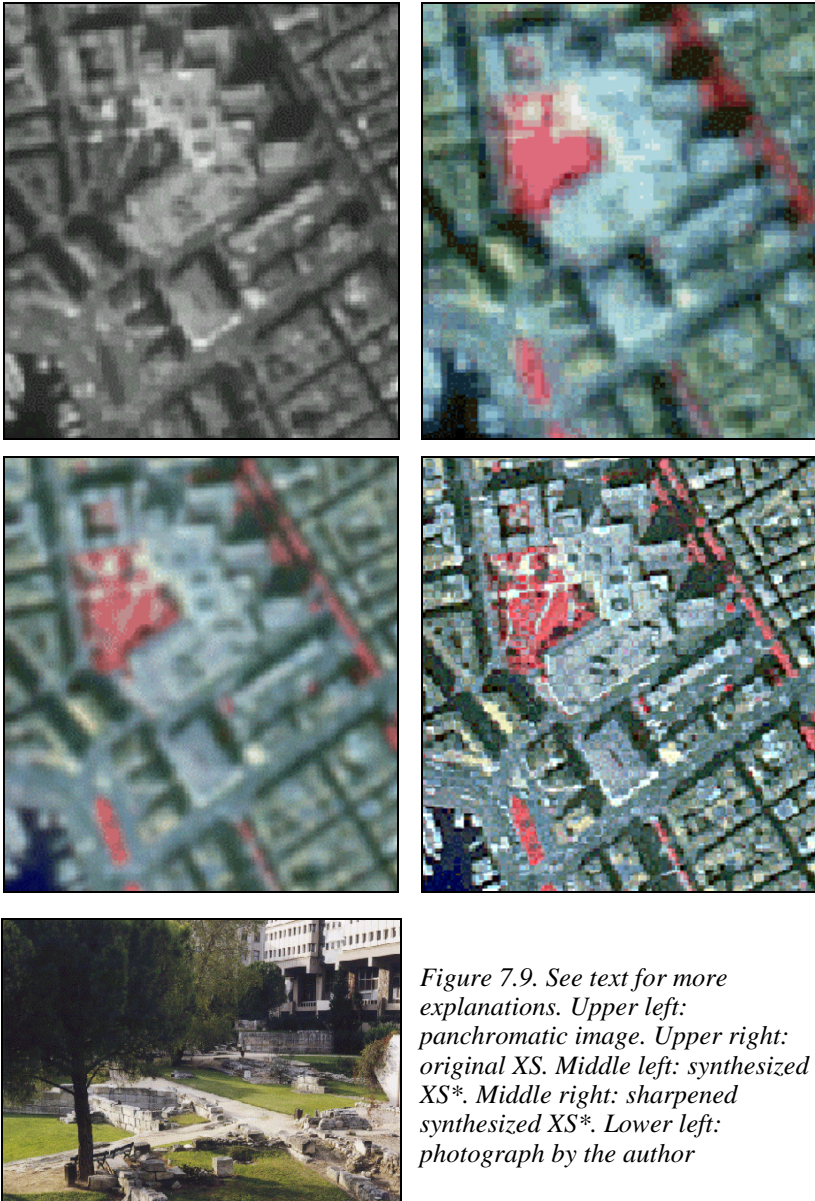 Figure 7.9. See text for more
explanations. Upper left:
panchromatic image. Upper right:
original XS. Middle left: synthesized
XS*. Middle right: sharpened
synthesized XS*. Lower left:
photograph by the author